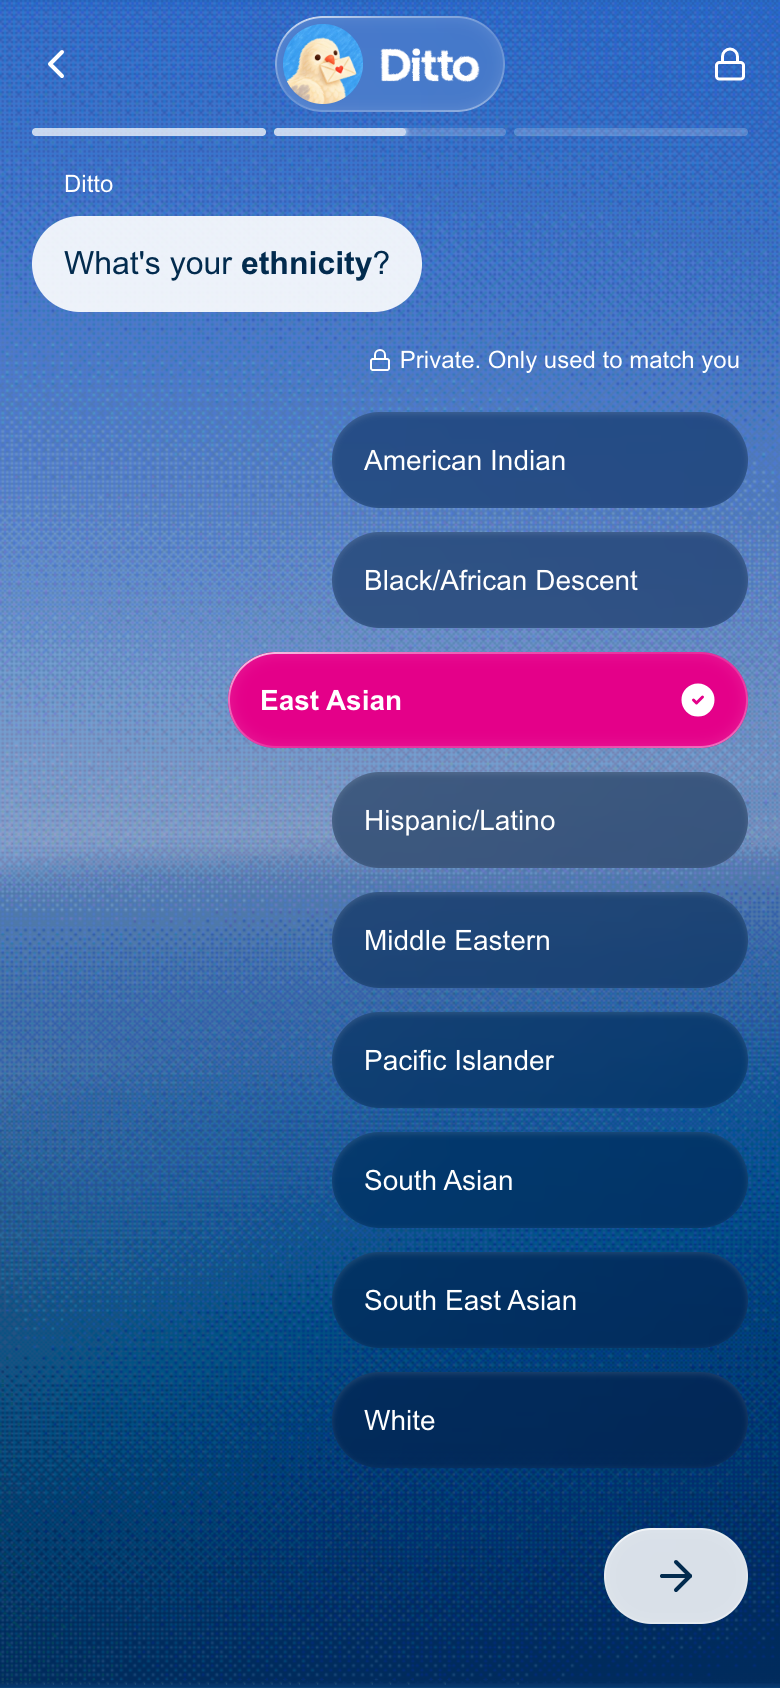 Ditto
Ditto
What's your ethnicity?
Private. Only used to match you
American Indian
Black/African Descent
East Asian
Hispanic/Latino
Middle Eastern
Pacific Islander
South Asian
South East Asian
White